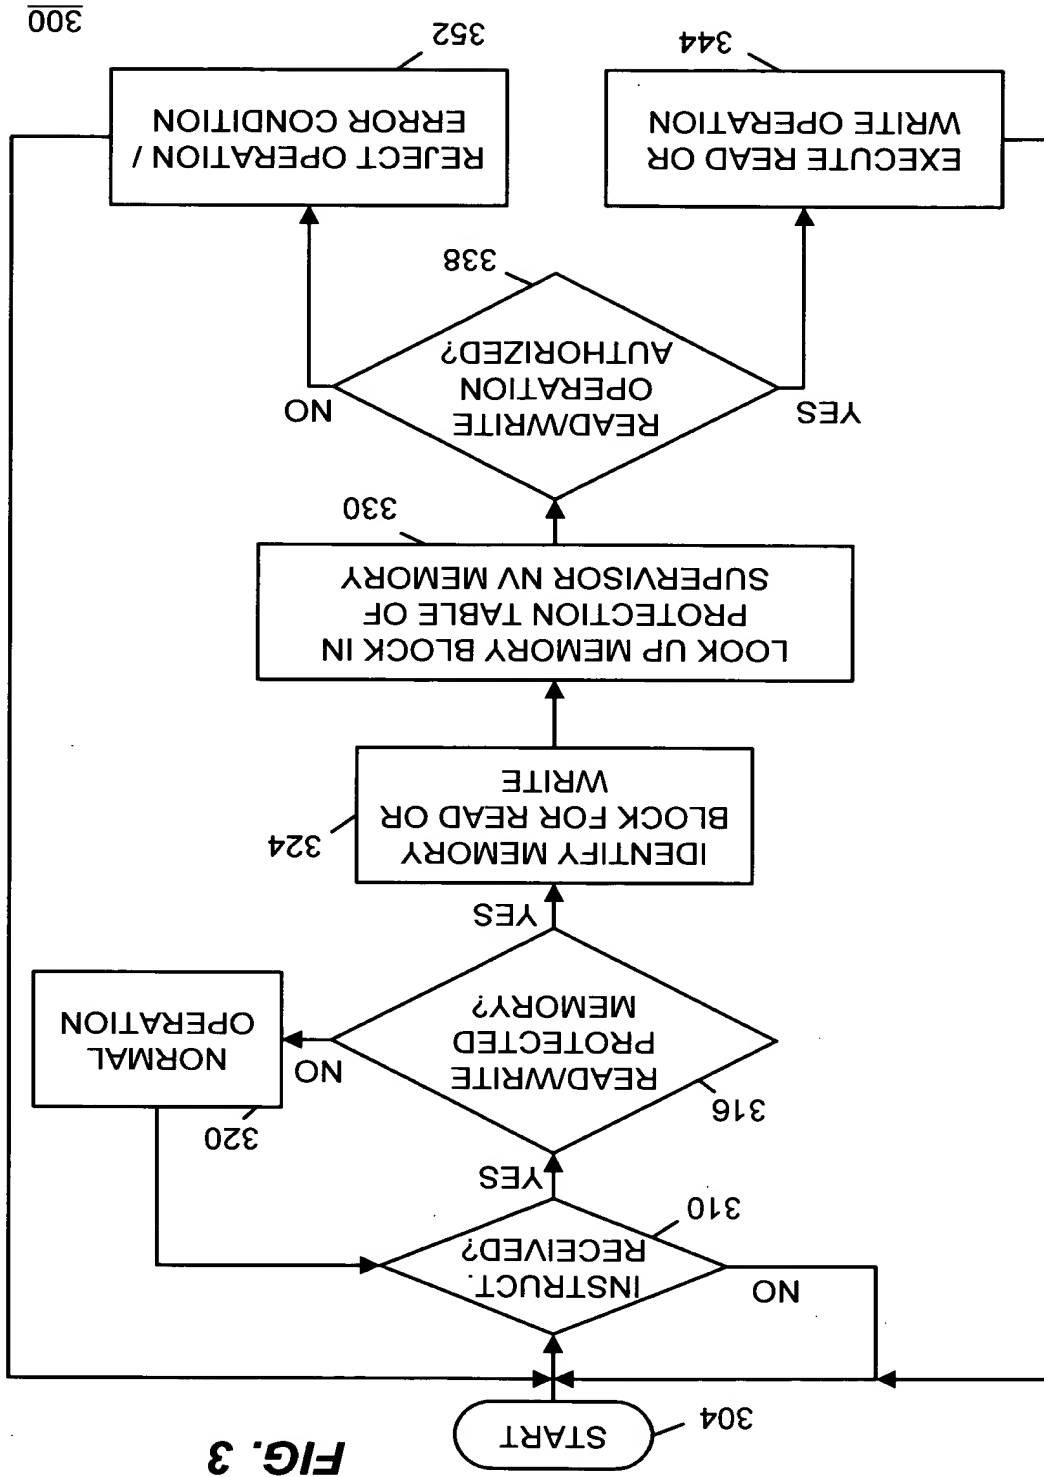 FIG. 3
START
304
INSTRUCT.
RECEIVED?
310
NO
YES
READ/WRITE
PROTECTED
MEMORY?
316
NO
320
NORMAL
OPERATION
YES
IDENTIFY MEMORY
BLOCK FOR READ OR
WRITE
324
LOOK UP MEMORY BLOCK IN
PROTECTION TABLE OF
SUPERVISOR NV MEMORY
330
READ/WRITE
OPERATION
AUTHORIZED?
338
YES
NO
EXECUTE READ OR
WRITE OPERATION
344
REJECT OPERATION /
ERROR CONDITION
352
300